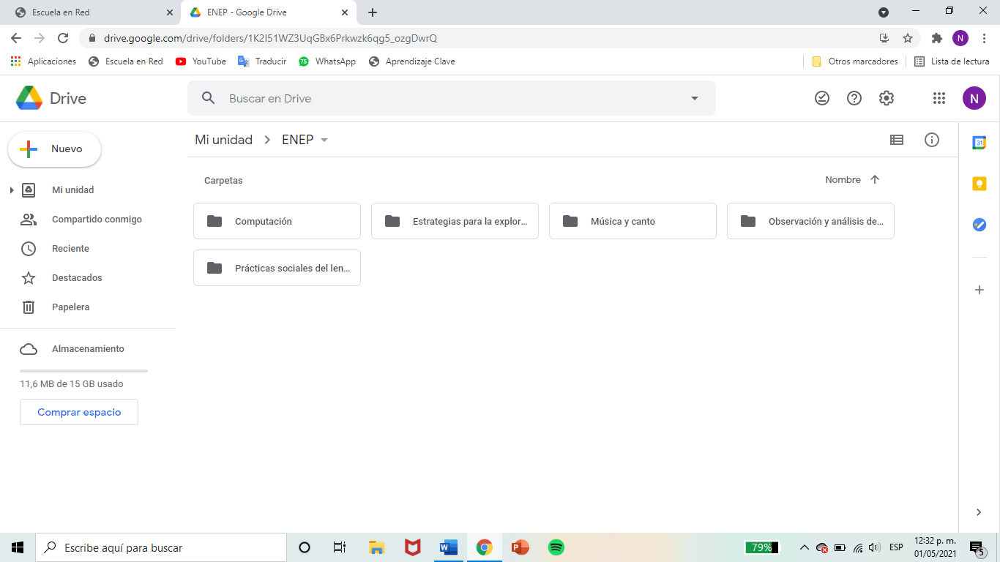 Escuela en Red
ENEP - Google Drive
drive.google.com/drive/folders/1K2I51WZ3UqGBx6Prkwzk6qg5_ozgDwrQ
N
Aplicaciones
Escuela en Red
YouTube
Traducir
75
WhatsApp
Aprendizaje Clave
Otros marcadores
Lista de lectura
Drive
Buscar en Drive
N
Nuevo
Mi unidad
ENEP
31
Carpetas
Nombre
Mi unidad
Compartido conmigo
Reciente
Destacados
Papelera
Computación
Estrategias para la explor...
Música y canto
Observación y análisis de...
Prácticas sociales del len...
Almacenamiento
11,6 MB de 15 GB usado
Comprar espacio
Escribe aquí para buscar
79%
ESP
12:32 p. m.
01/05/2021
5